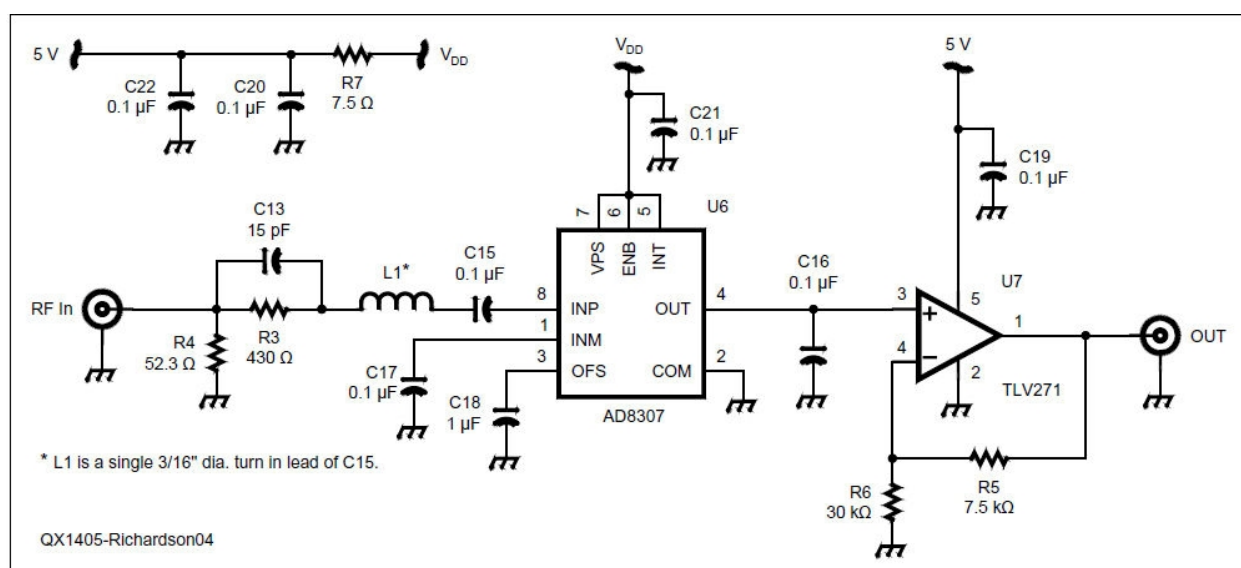 5 V
C22
0.1 µF
C20
0.1 µF
R7
7.5 Ω
VDD
VDD
C21
0.1 µF
5 V
C19
0.1 µF
C13
15 pF
RF In
R4
52.3 Ω
R3
430 Ω
L1*
C15
0.1 µF
7
6
5
U6
VPS
ENB
INT
8
INP
1
INM
3
OFS
OUT
4
COM
2
AD8307
C17
0.1 µF
C18
1 µF
C16
0.1 µF
U7
3
+
4
−
5
1
2
TLV271
OUT
R6
30 kΩ
R5
7.5 kΩ
* L1 is a single 3/16" dia. turn in lead of C15.
QX1405-Richardson04